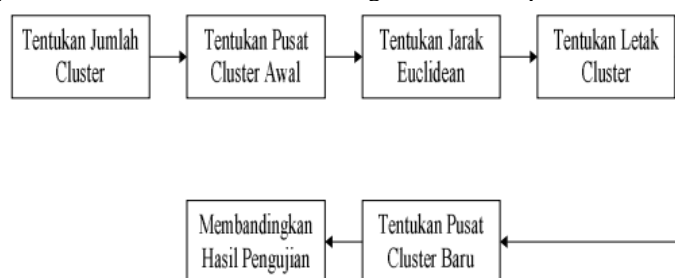 Tentukan Jumlah
Cluster
Tentukan Pusat
Cluster Awal
Tentukan Jarak
Euclidean
Tentukan Letak
Cluster
Membandingkan
Hasil Pengujian
Tentukan Pusat
Cluster Baru